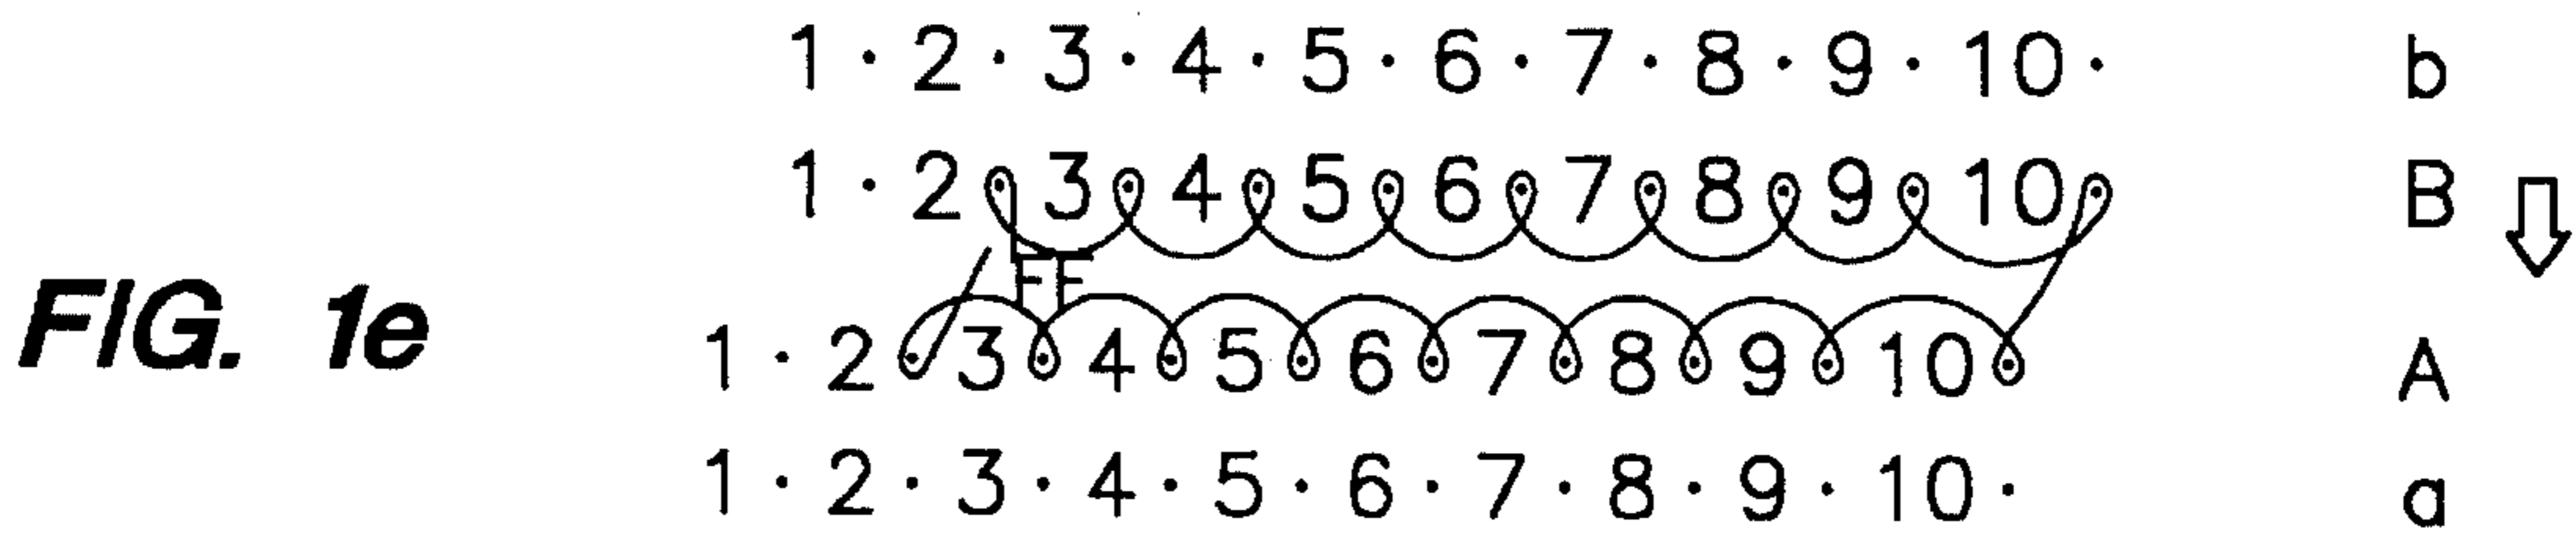 1 · 2 · 3 · 4 · 5 · 6 · 7 · 8 · 9 · 10 · b
1 · 2 · 3 · 4 · 5 · 6 · 7 · 8 · 9 · 10 · B
FF
FIG. 1e
1 · 2 · 3 · 4 · 5 · 6 · 7 · 8 · 9 · 10 · A
1 · 2 · 3 · 4 · 5 · 6 · 7 · 8 · 9 · 10 · a